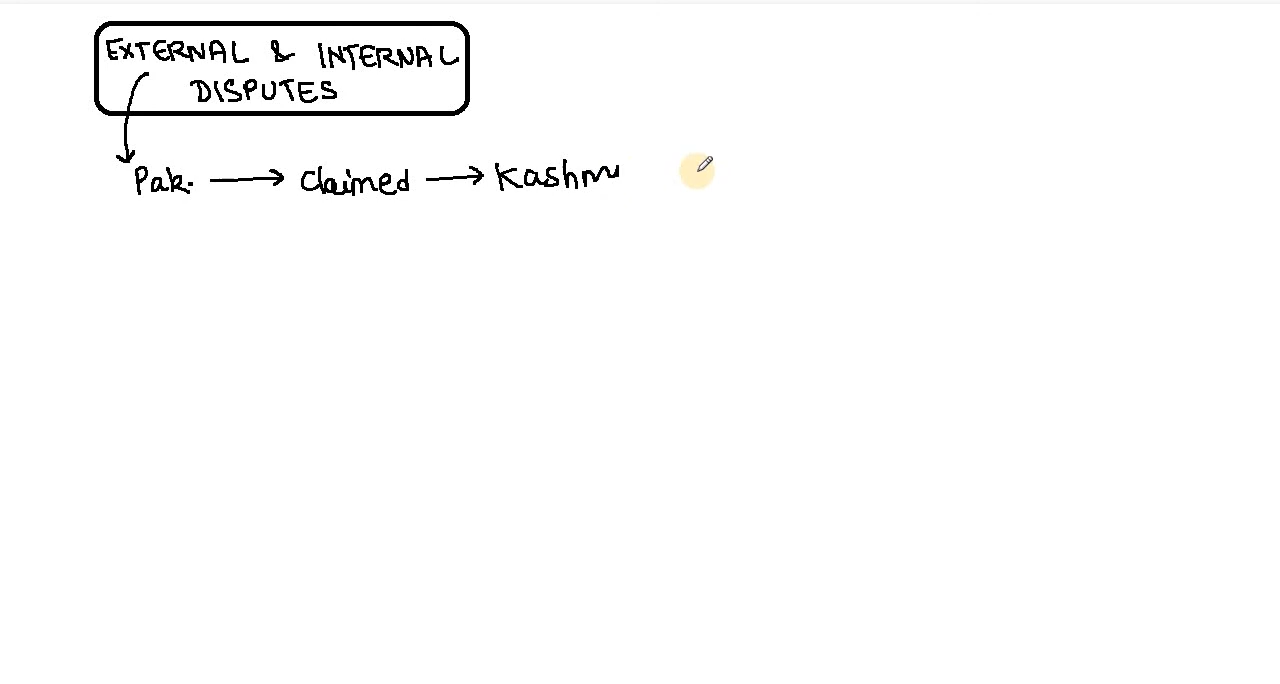 EXTERNAL & INTERNAL
DISPUTES
Pak. → Claimed → Kashm